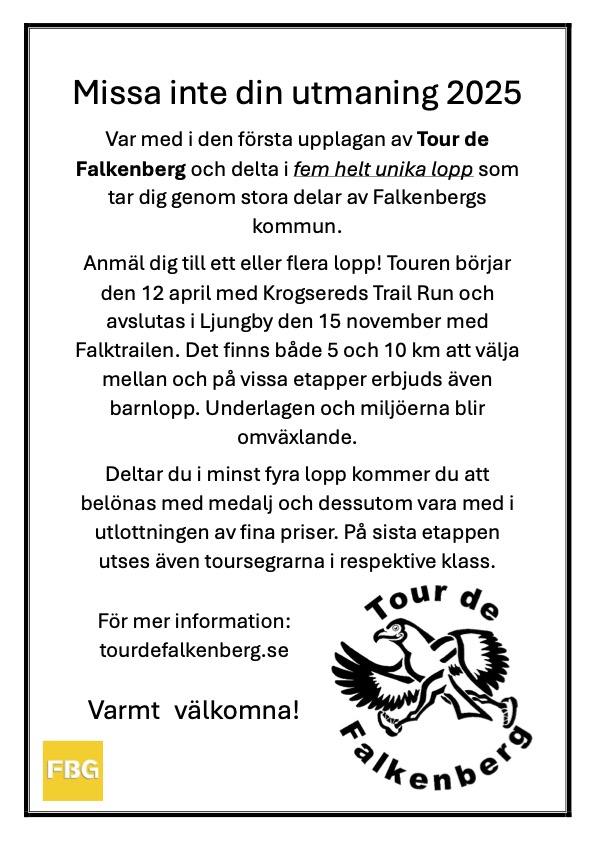 Missa inte din utmaning 2025
Var med i den första upplagan av Tour de
Falkenberg och delta i fem helt unika lopp som
tar dig genom stora delar av Falkenbergs
kommun.
Anmäl dig till ett eller flera lopp! Touren börjar
den 12 april med Krogsereds Trail Run och
avslutas i Ljungby den 15 november med
Falktrailen. Det finns både 5 och 10 km att välja
mellan och på vissa etapper erbjuds även
barnlopp. Underlagen och miljöerna blir
omväxlande.
Deltar du i minst fyra lopp kommer du att
belönas med medalj och dessutom vara med i
utlottningen av fina priser. På sista etappen
utses även toursegrarna i respektive klass.
För mer information:
tourdefalkenberg.se
Varmt välkomna!
FBG
Tour de
Falkenberg